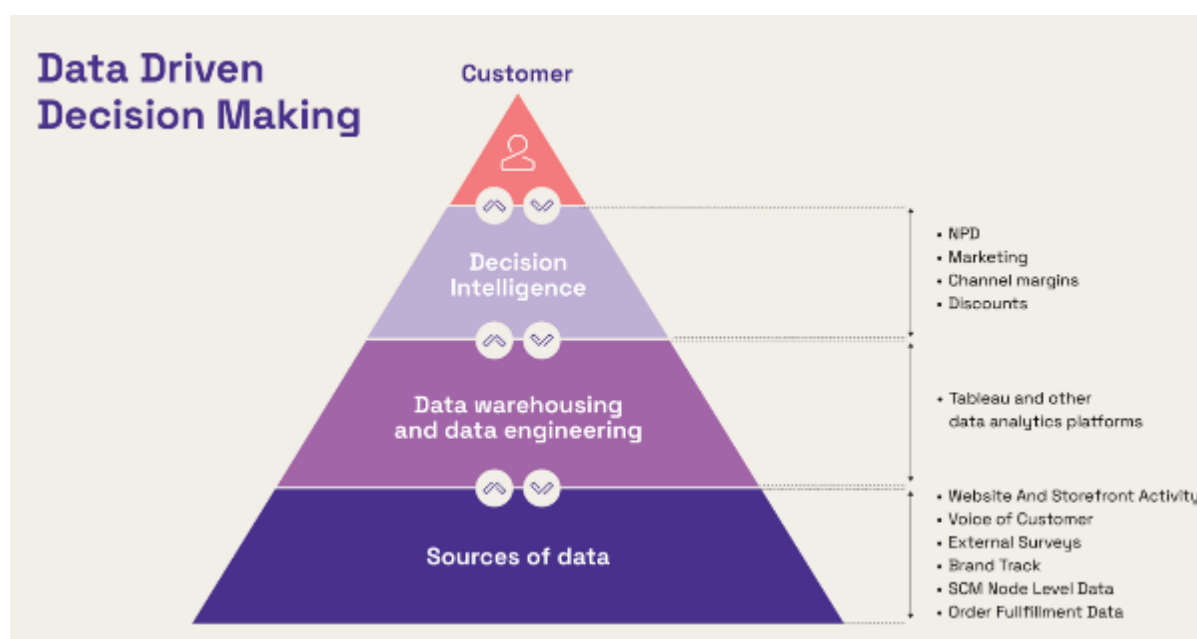 Data Driven
Decision Making
Customer
Decision
Intelligence
• NPD
• Marketing
• Channel margins
• Discounts
Data warehousing
and data engineering
• Tableau and other
data analytics platforms
Sources of data
• Website And Storefront Activity
• Voice of Customer
• External Surveys
• Brand Track
• SCM Node Level Data
• Order Fullfillment Data